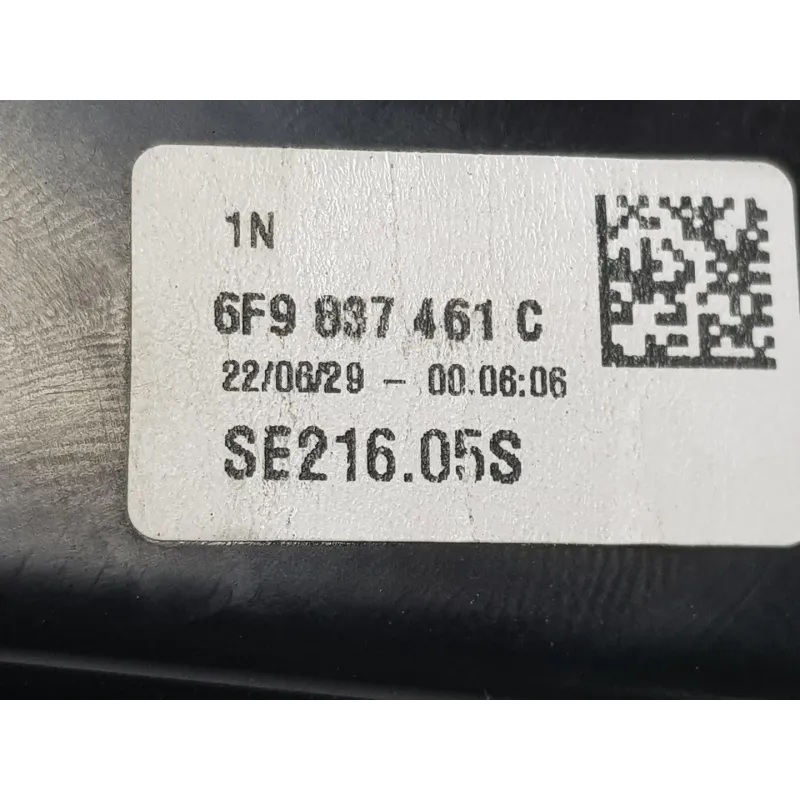 1N
6F9 837 461 C
22/06/29 - 00:06:06
SE216.05S